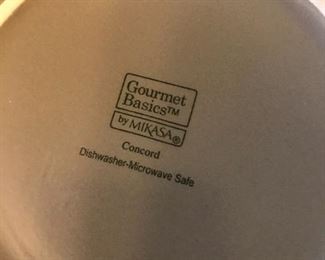 Gourmet
Basics™
by MIKASA®
Concord
Dishwasher-Microwave Safe